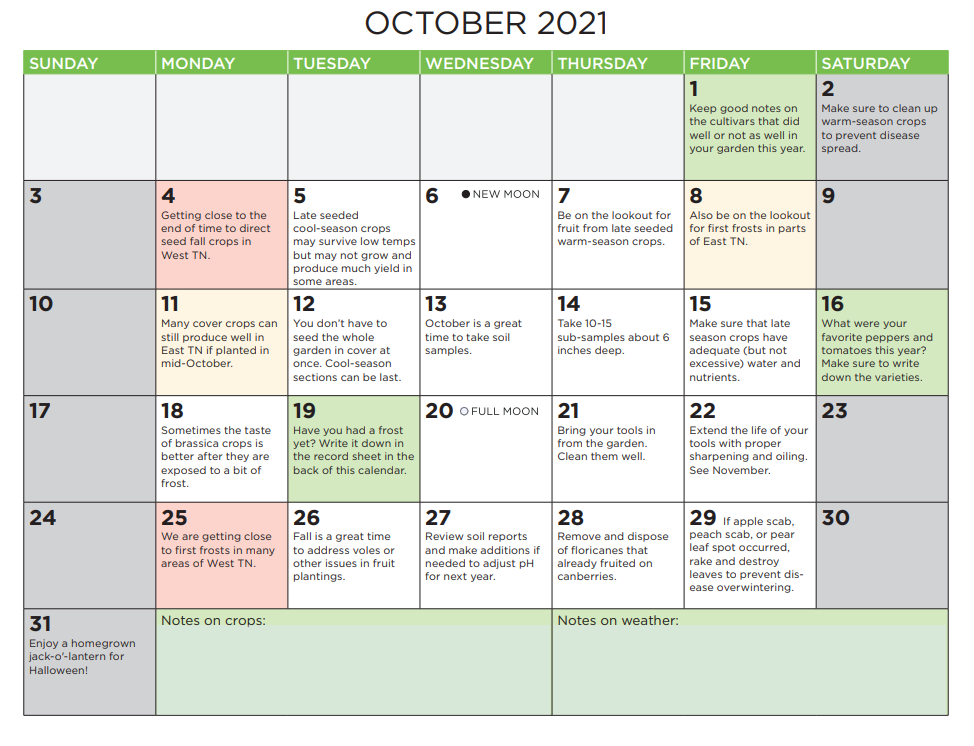 OCTOBER 2021
SUNDAY MONDAY TUESDAY WEDNESDAY THURSDAY FRIDAY SATURDAY
1
Keep good notes on
the cultivars that did
well or not as well in
your garden this year.
2
Make sure to clean up
warm-season crops
to prevent disease
spread.
3
4
Getting close to the
end of time to direct
seed fall crops in
West TN.
5
Late seeded
cool-season crops
may survive low temps
but may not grow and
produce much yield in
some areas.
6 NEW MOON
7
Be on the lookout for
fruit from late seeded
warm-season crops.
8
Also be on the lookout
for first frosts in parts
of East TN.
9
10
11
Many cover crops can
still produce well in
East TN if planted in
mid-October.
12
You don't have to
seed the whole
garden in cover at
once. Cool-season
sections can be last.
13
October is a great
time to take soil
samples.
14
Take 10-15
sub-samples about 6
inches deep.
15
Make sure that late
season crops have
adequate (but not
excessive) water and
nutrients.
16
What were your
favorite peppers and
tomatoes this year?
Make sure to write
down the varieties.
17
18
Sometimes the taste
of brassica crops is
better after they are
exposed to a bit of
frost.
19
Have you had a frost
yet? Write it down in
the record sheet in the
back of this calendar.
20 FULL MOON
21
Bring your tools in
from the garden.
Clean them well.
22
Extend the life of your
tools with proper
sharpening and oiling.
See November.
23
24
25
We are getting close
to first frosts in many
areas of West TN.
26
Fall is a great time
to address voles or
other issues in fruit
plantings.
27
Review soil reports
and make additions if
needed to adjust pH
for next year.
28
Remove and dispose
of floricanes that
already fruited on
canberries.
29 If apple scab,
peach scab, or pear
leaf spot occurred,
rake and destroy
leaves to prevent dis-
ease overwintering.
30
31
Enjoy a homegrown
jack-o'-lantern for
Halloween!
Notes on crops:
Notes on weather: